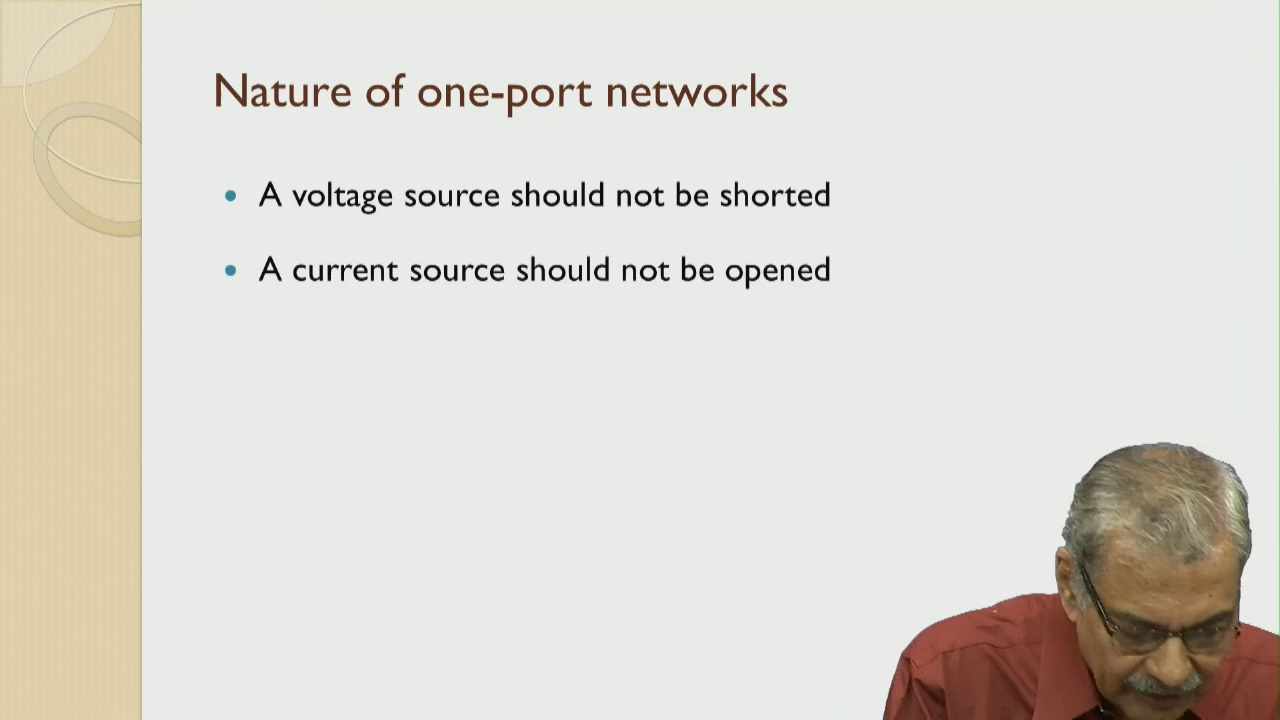 Nature of one-port networks
A voltage source should not be shorted
A current source should not be opened